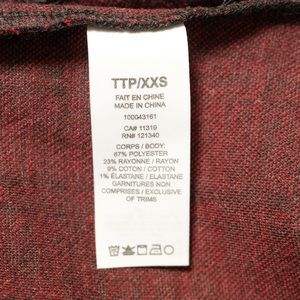 TTP/XXS
FAIT EN CHINE
MADE IN CHINA
100043161
CA# 11319
RN# 121340
CORPS / BODY:
67% POLYESTER
23% RAYONNE / RAYON
9% COTON / COTTON
1% ÉLASTANE / ELASTANE
GARNITURES NON
COMPRISES / EXCLUSIVE
OF TRIMS